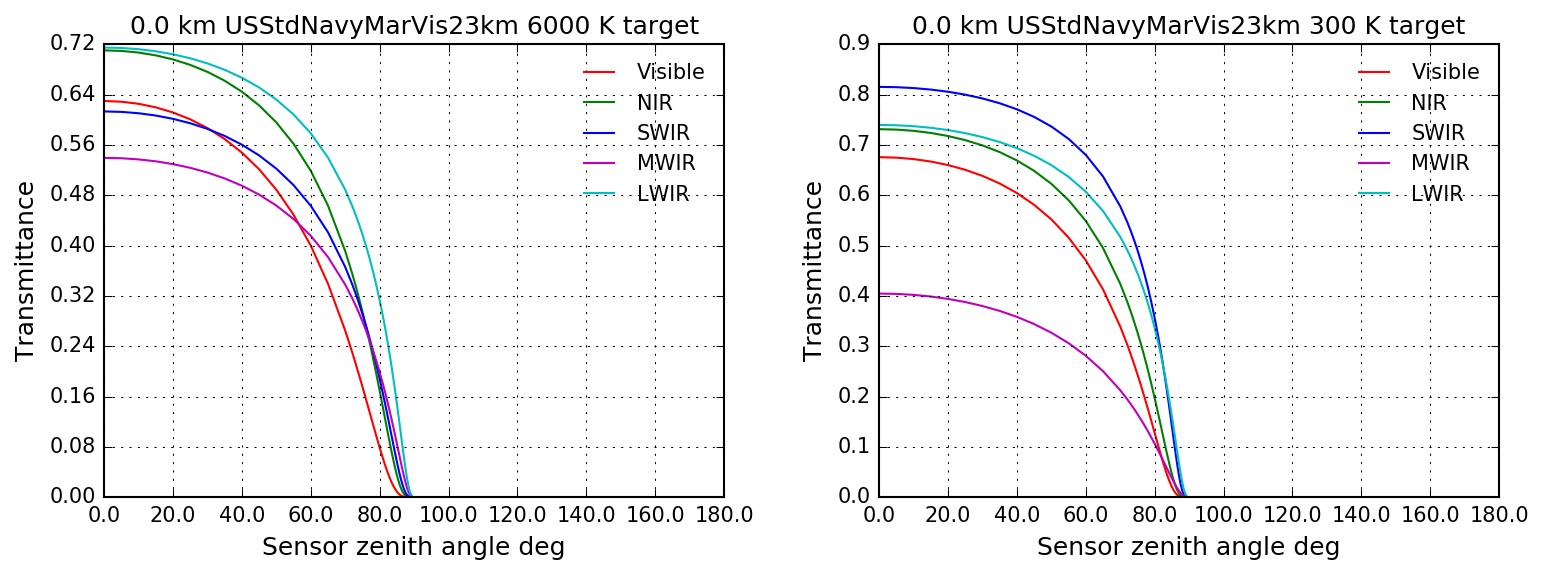 0.0 km USStdNavyMarVis23km 6000 K target
0.72
0.64
0.56
0.48
0.40
0.32
0.24
0.16
0.08
0.00
Transmittance
Visible
NIR
SWIR
MWIR
LWIR
0.0 20.0 40.0 60.0 80.0 100.0 120.0 140.0 160.0 180.0
Sensor zenith angle deg
0.0 km USStdNavyMarVis23km 300 K target
0.9
0.8
0.7
0.6
0.5
0.4
0.3
0.2
0.1
0.0
Transmittance
Visible
NIR
SWIR
MWIR
LWIR
0.0 20.0 40.0 60.0 80.0 100.0 120.0 140.0 160.0 180.0
Sensor zenith angle deg